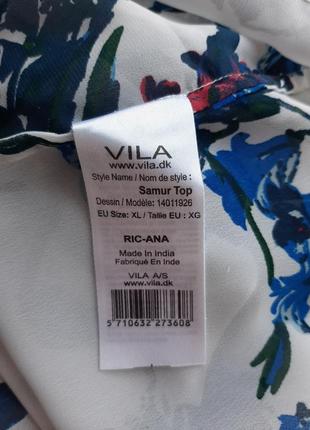 VILA
www.vila.dk
Style Name / Nom de style :
Samur Top
Dessin / Modèle: 14011926
EU Size: XL / Taille EU : XG
RIC-ANA
Made In India
Fabriqué En Inde
VILA A/S
www.vila.dk
5 710632 273608